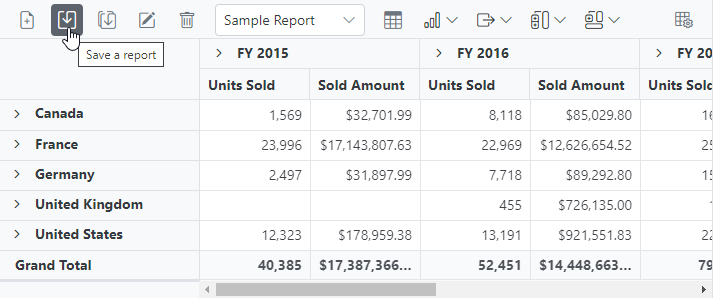 Sample Report
Save a report
FY 2015 FY 2016 FY 20
Units Sold Sold Amount Units Sold Sold Amount Units Sol
Canada 1,569 $32,701.99 8,118 $85,029.80 16
France 23,996 $17,143,807.63 22,969 $12,626,654.52 25
Germany 2,497 $31,897.99 7,718 $89,292.80 15
United Kingdom 455 $726,135.00 1
United States 12,323 $178,959.38 13,191 $921,551.83 22
Grand Total 40,385 $17,387,366... 52,451 $14,448,663... 79